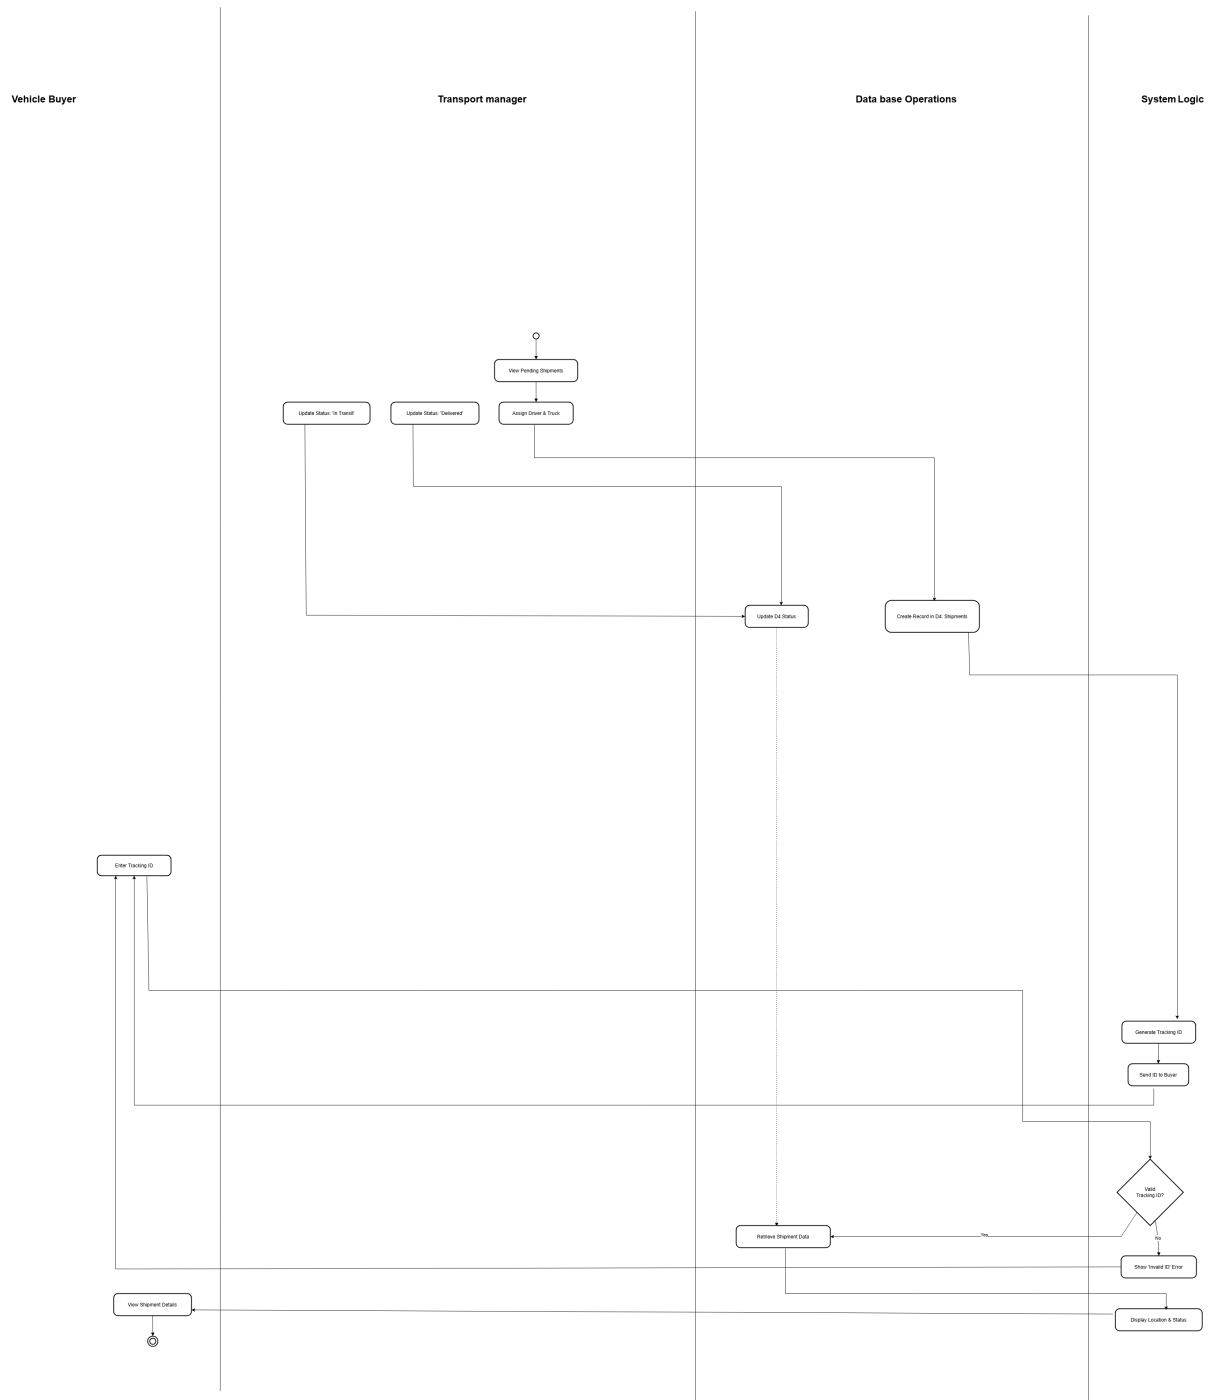 Vehicle Buyer
Transport manager
Data base Operations
System Logic
View Pending Shipments
Update Status: 'In Transit'
Update Status: 'Delivered'
Assign Driver & Truck
Update D4 Status
Create Record in D4: Shipments
Enter Tracking ID
Generate Tracking ID
Send ID to Buyer
Valid
Tracking ID?
Yes
No
Retrieve Shipment Data
Show 'Invalid ID' Error
View Shipment Details
Display Location & Status